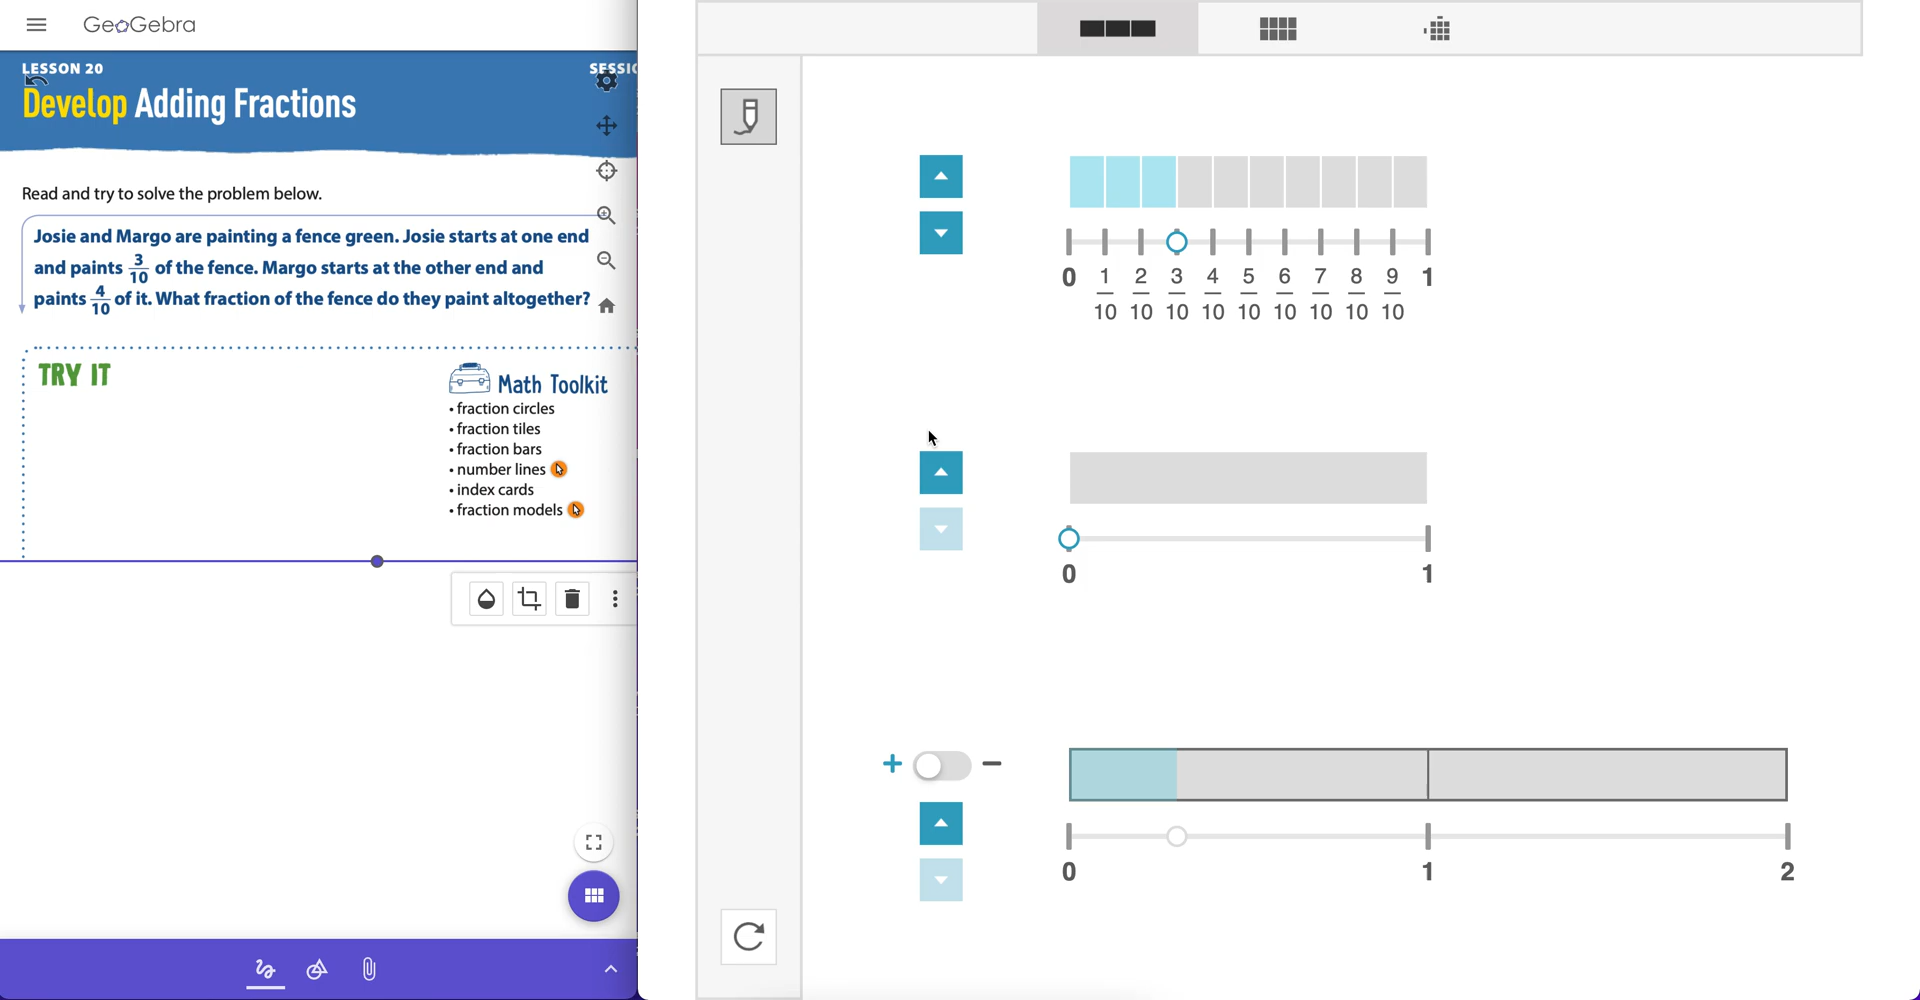 GeoGebra
LESSON 20
SESSIO
Develop Adding Fractions
Read and try to solve the problem below.
Josie and Margo are painting a fence green. Josie starts at one end
and paints 3/10 of the fence. Margo starts at the other end and
paints 4/10 of it. What fraction of the fence do they paint altogether?
TRY IT
Math Toolkit
• fraction circles
• fraction tiles
• fraction bars
• number lines
• index cards
• fraction models
0 1/10 2/10 3/10 4/10 5/10 6/10 7/10 8/10 9/10 1
0 1
+ −
0 1 2